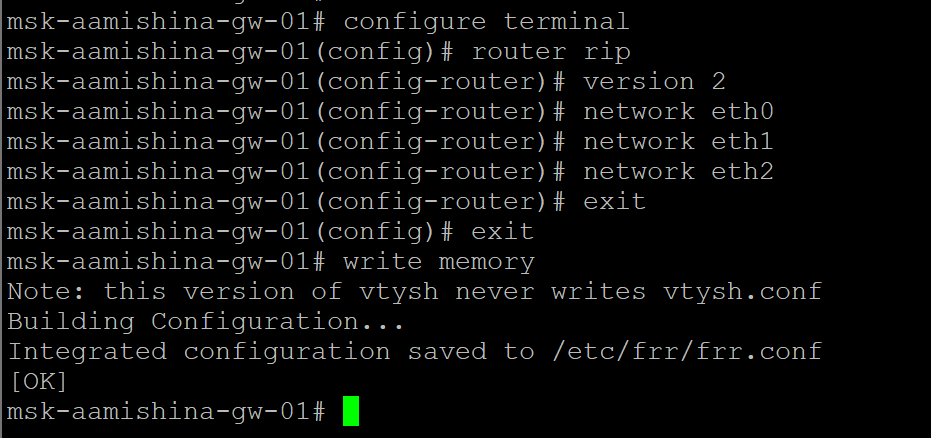 msk-aamishina-gw-01# configure terminal
msk-aamishina-gw-01(config)# router rip
msk-aamishina-gw-01(config-router)# version 2
msk-aamishina-gw-01(config-router)# network eth0
msk-aamishina-gw-01(config-router)# network eth1
msk-aamishina-gw-01(config-router)# network eth2
msk-aamishina-gw-01(config-router)# exit
msk-aamishina-gw-01(config)# exit
msk-aamishina-gw-01# write memory
Note: this version of vtysh never writes vtysh.conf
Building Configuration...
Integrated configuration saved to /etc/frr/frr.conf
[OK]
msk-aamishina-gw-01#